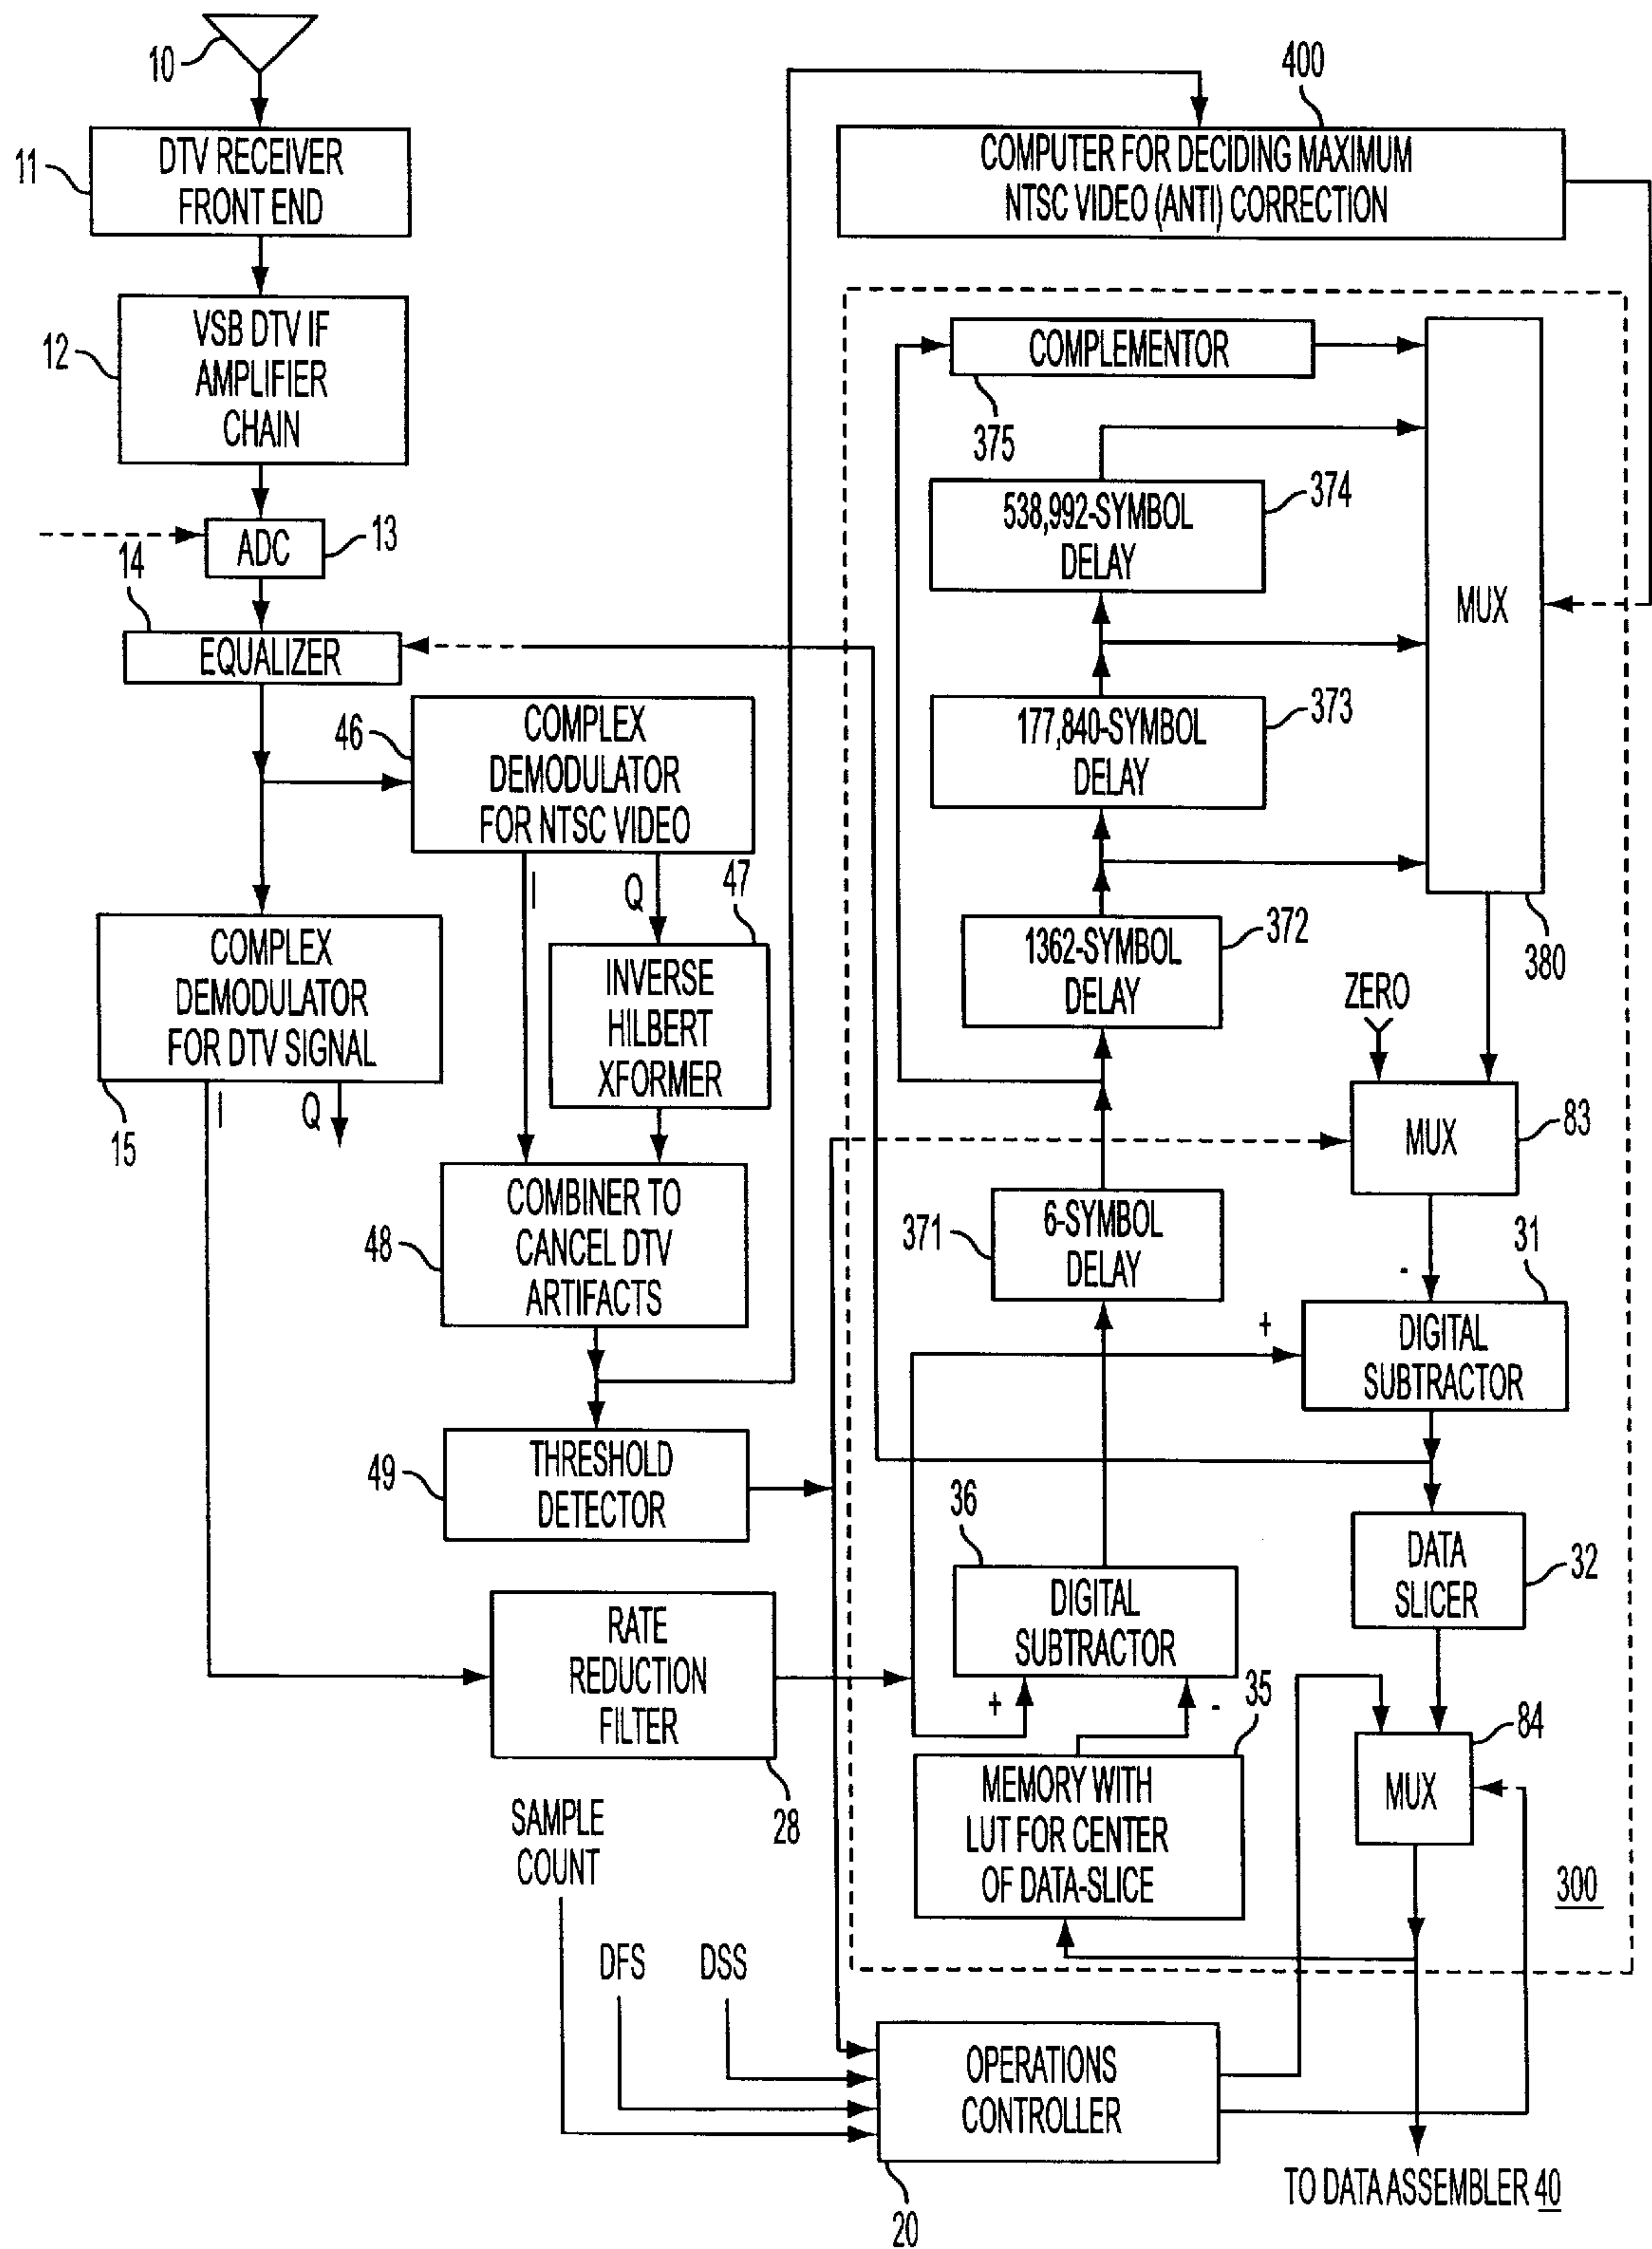 10
400
11
DTV RECEIVER
FRONT END
COMPUTER FOR DECIDING MAXIMUM
NTSC VIDEO (ANTI) CORRECTION
12
VSB DTV IF
AMPLIFIER
CHAIN
COMPLEMENTOR
375
ADC
13
538,992-SYMBOL
DELAY
374
MUX
380
14
EQUALIZER
46
COMPLEX
DEMODULATOR
FOR NTSC VIDEO
177,840-SYMBOL
DELAY
373
I
Q
47
1362-SYMBOL
DELAY
372
COMPLEX
DEMODULATOR
FOR DTV SIGNAL
15
I
Q
INVERSE
HILBERT
XFORMER
ZERO
MUX
83
48
COMBINER TO
CANCEL DTV
ARTIFACTS
371
6-SYMBOL
DELAY
-
31
+
DIGITAL
SUBTRACTOR
49
THRESHOLD
DETECTOR
36
DIGITAL
SUBTRACTOR
DATA
SLICER
32
RATE
REDUCTION
FILTER
28
+
-
35
MEMORY WITH
LUT FOR CENTER
OF DATA-SLICE
84
MUX
300
SAMPLE
COUNT
DFS
DSS
OPERATIONS
CONTROLLER
20
TO DATA ASSEMBLER 40